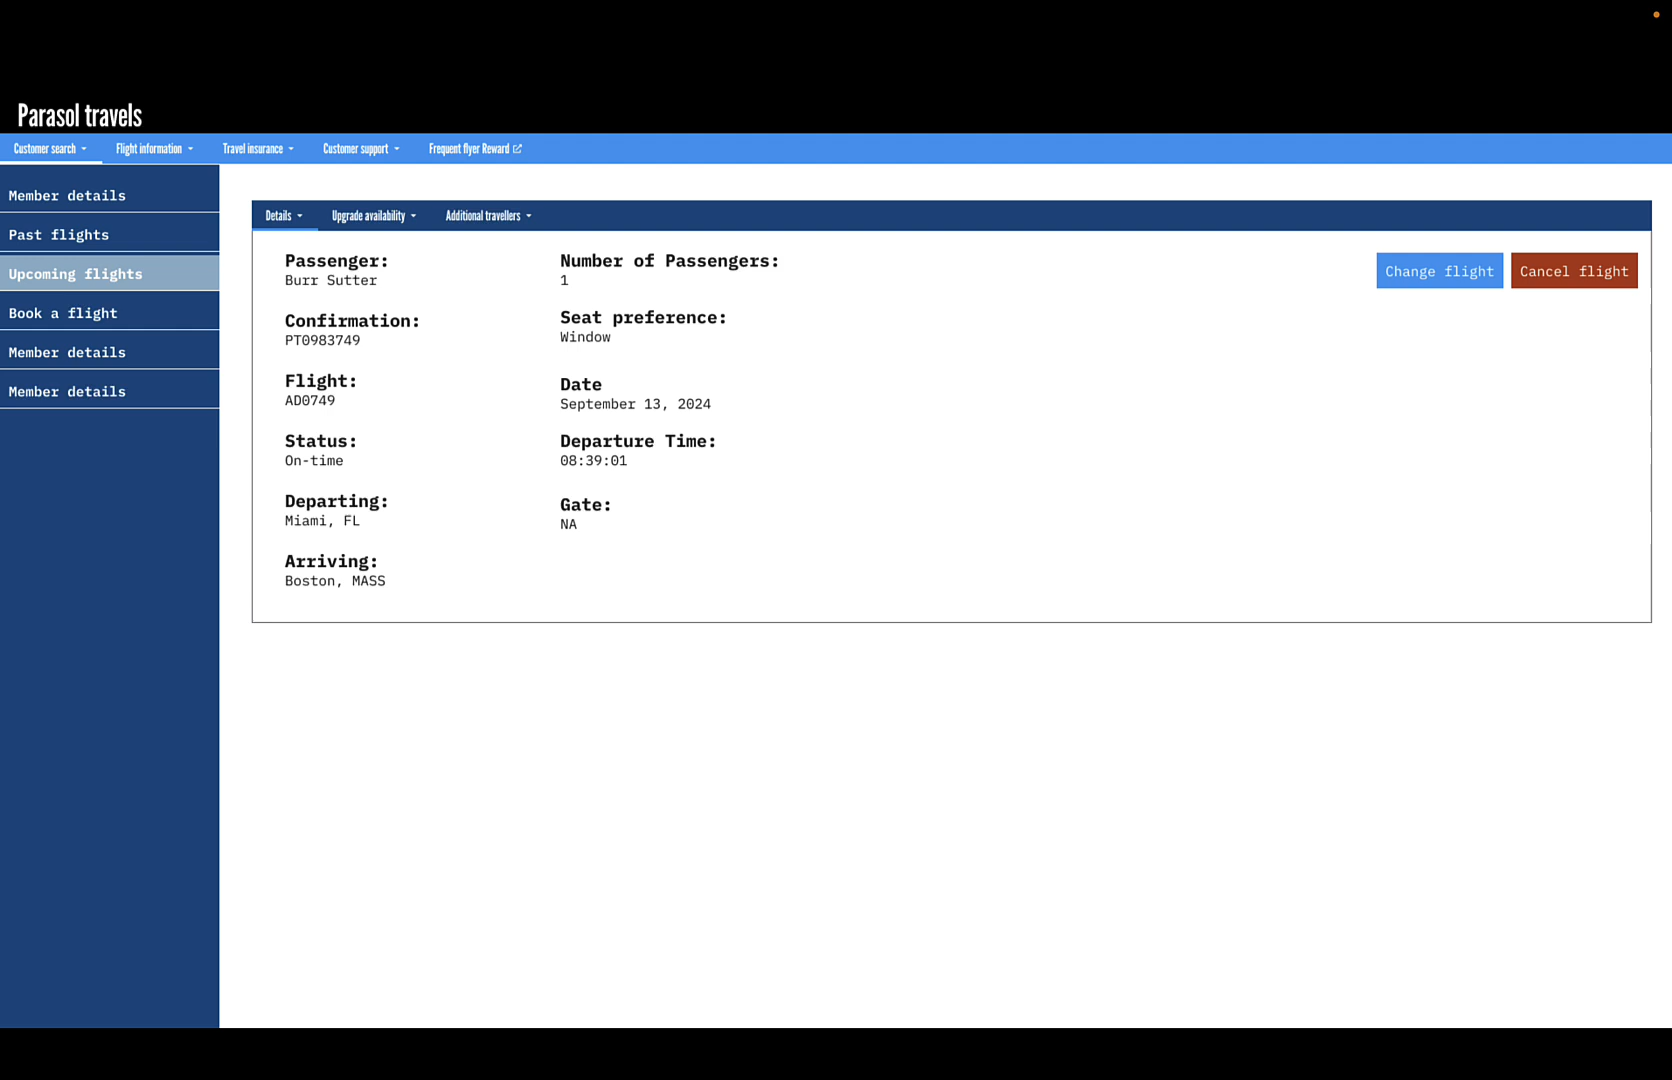 Parasol travels
Customer search Flight information Travel insurance Customer support Frequent flyer Reward
Member details
Past flights
Upcoming flights
Book a flight
Member details
Member details
Details Upgrade availability Additional travellers
Passenger:
Burr Sutter
Confirmation:
PT0983749
Flight:
AD0749
Status:
On-time
Departing:
Miami, FL
Arriving:
Boston, MASS
Number of Passengers:
1
Seat preference:
Window
Date
September 13, 2024
Departure Time:
08:39:01
Gate:
NA
Change flight Cancel flight